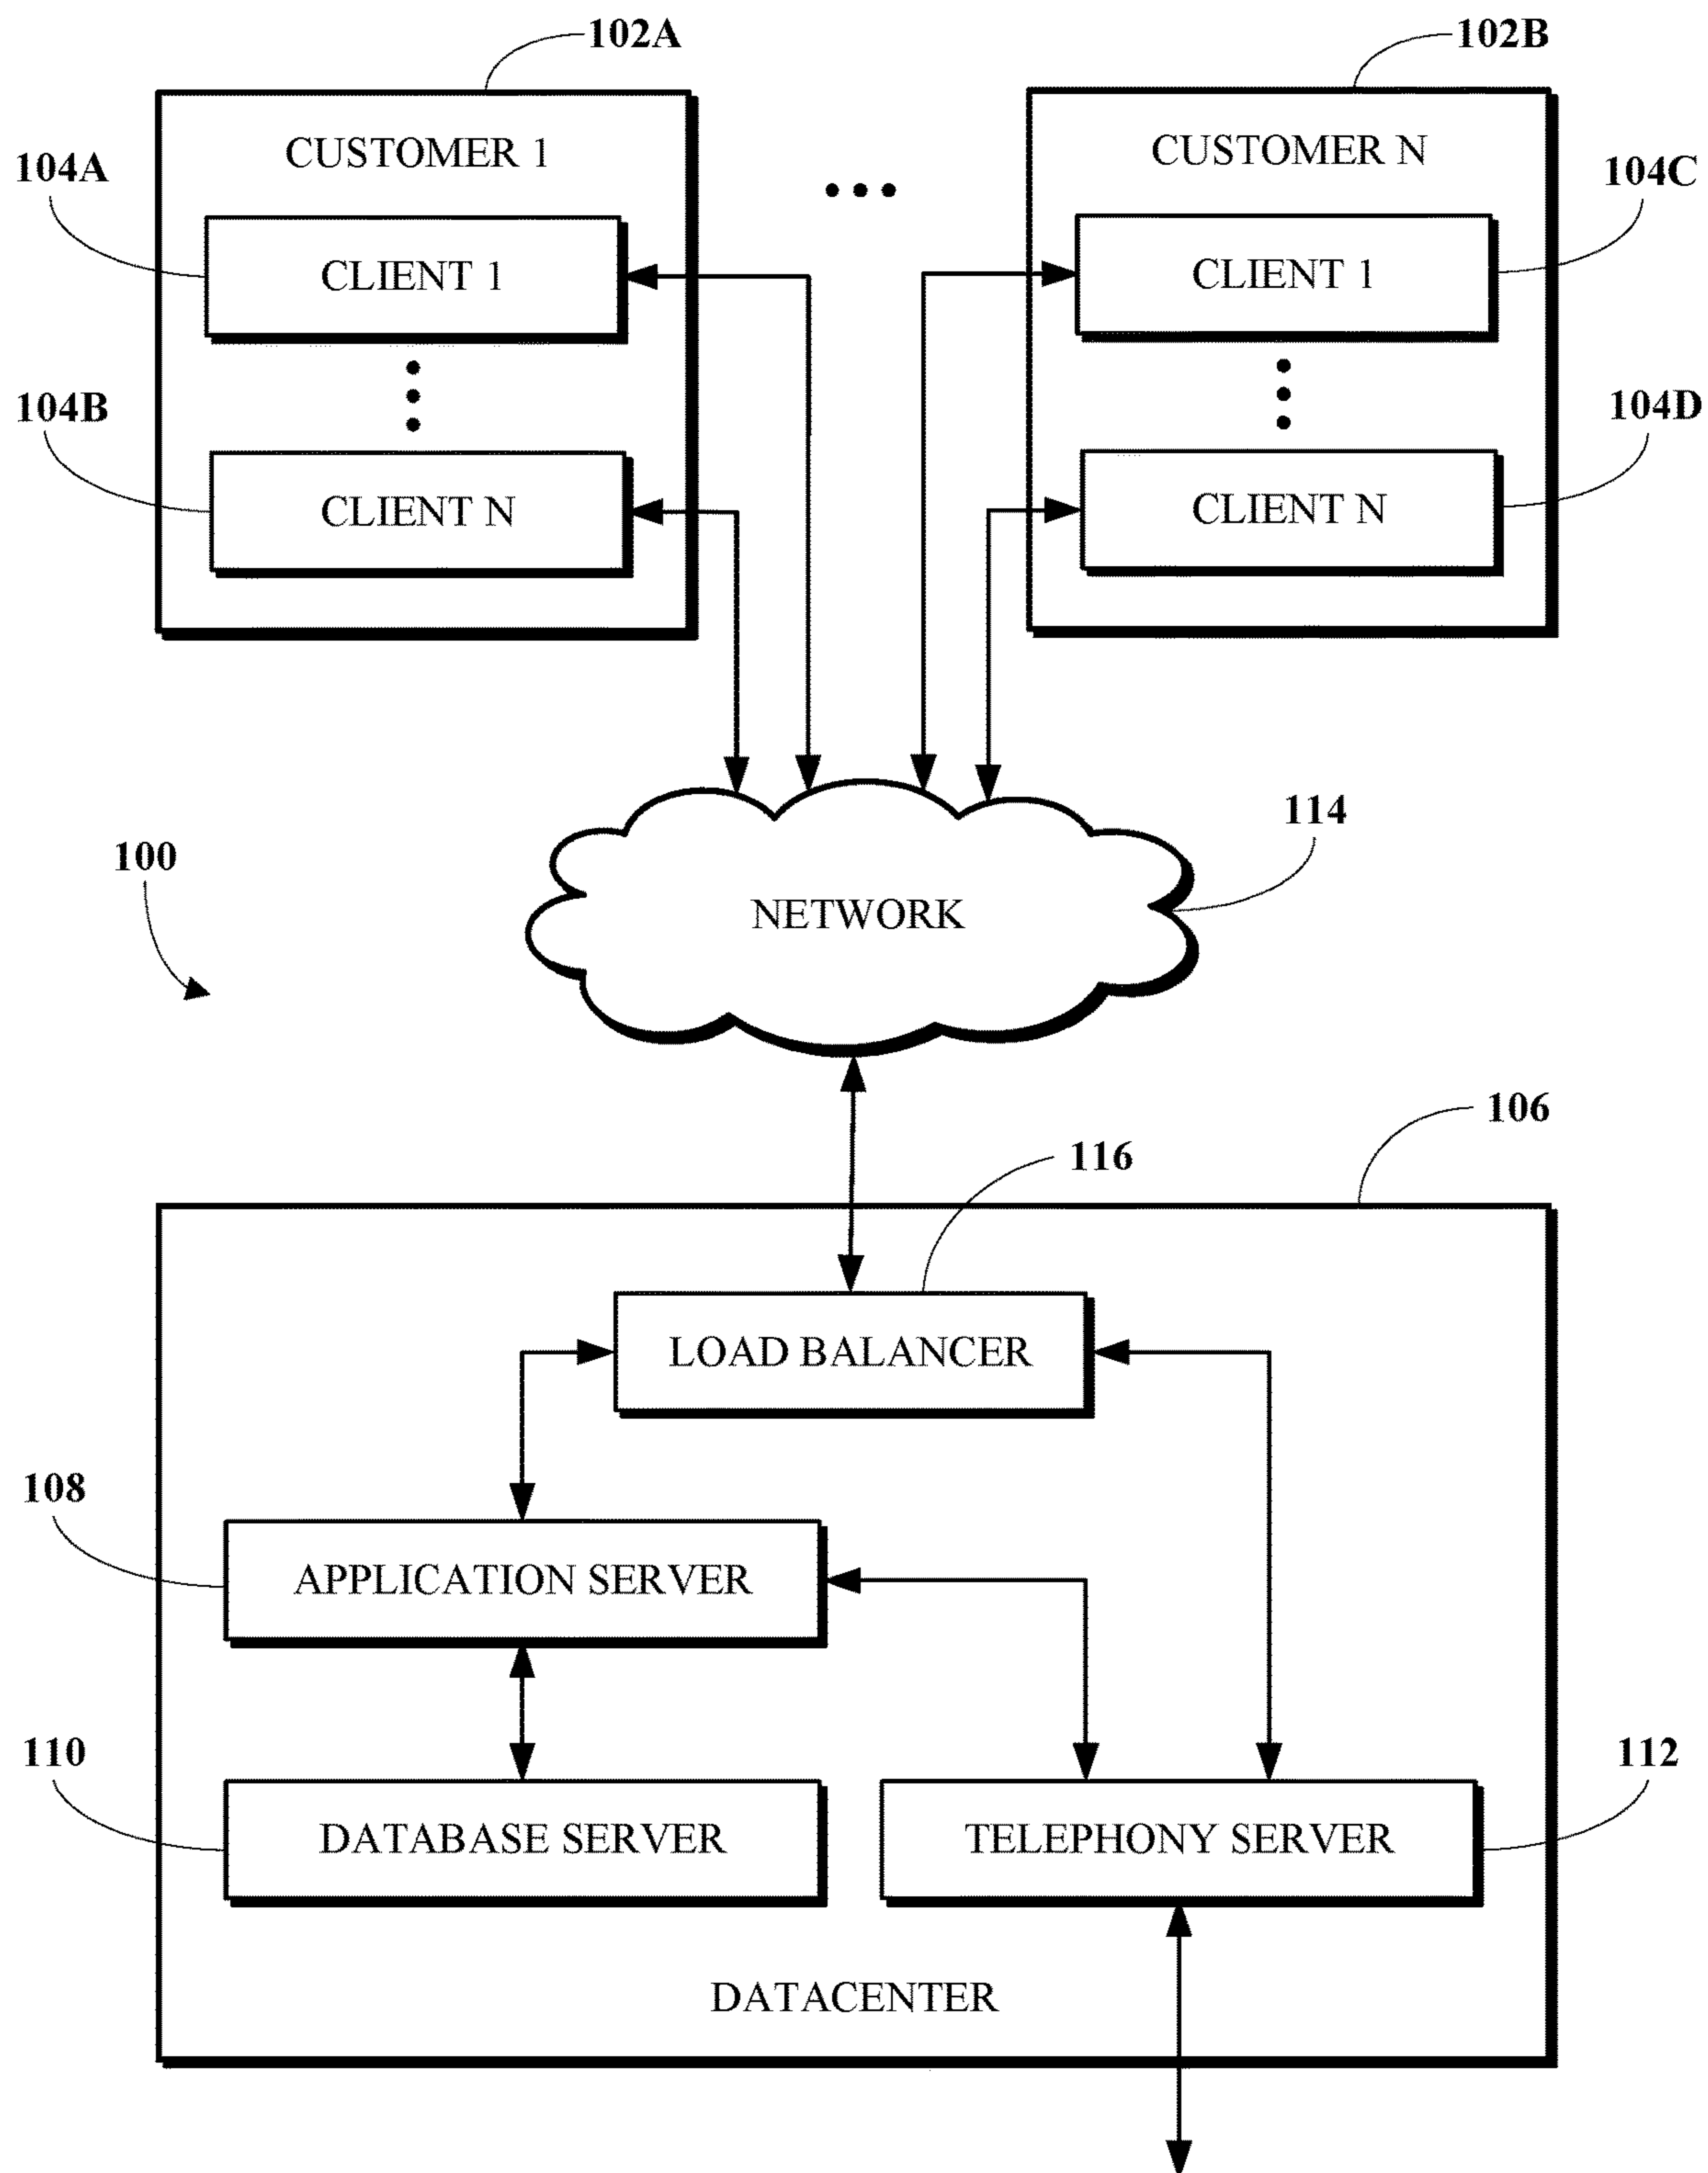 102A
102B
CUSTOMER 1
CUSTOMER N
104A
104C
CLIENT 1
CLIENT 1
104B
104D
CLIENT N
CLIENT N
114
100
NETWORK
106
116
LOAD BALANCER
108
APPLICATION SERVER
110
112
DATABASE SERVER
TELEPHONY SERVER
DATACENTER